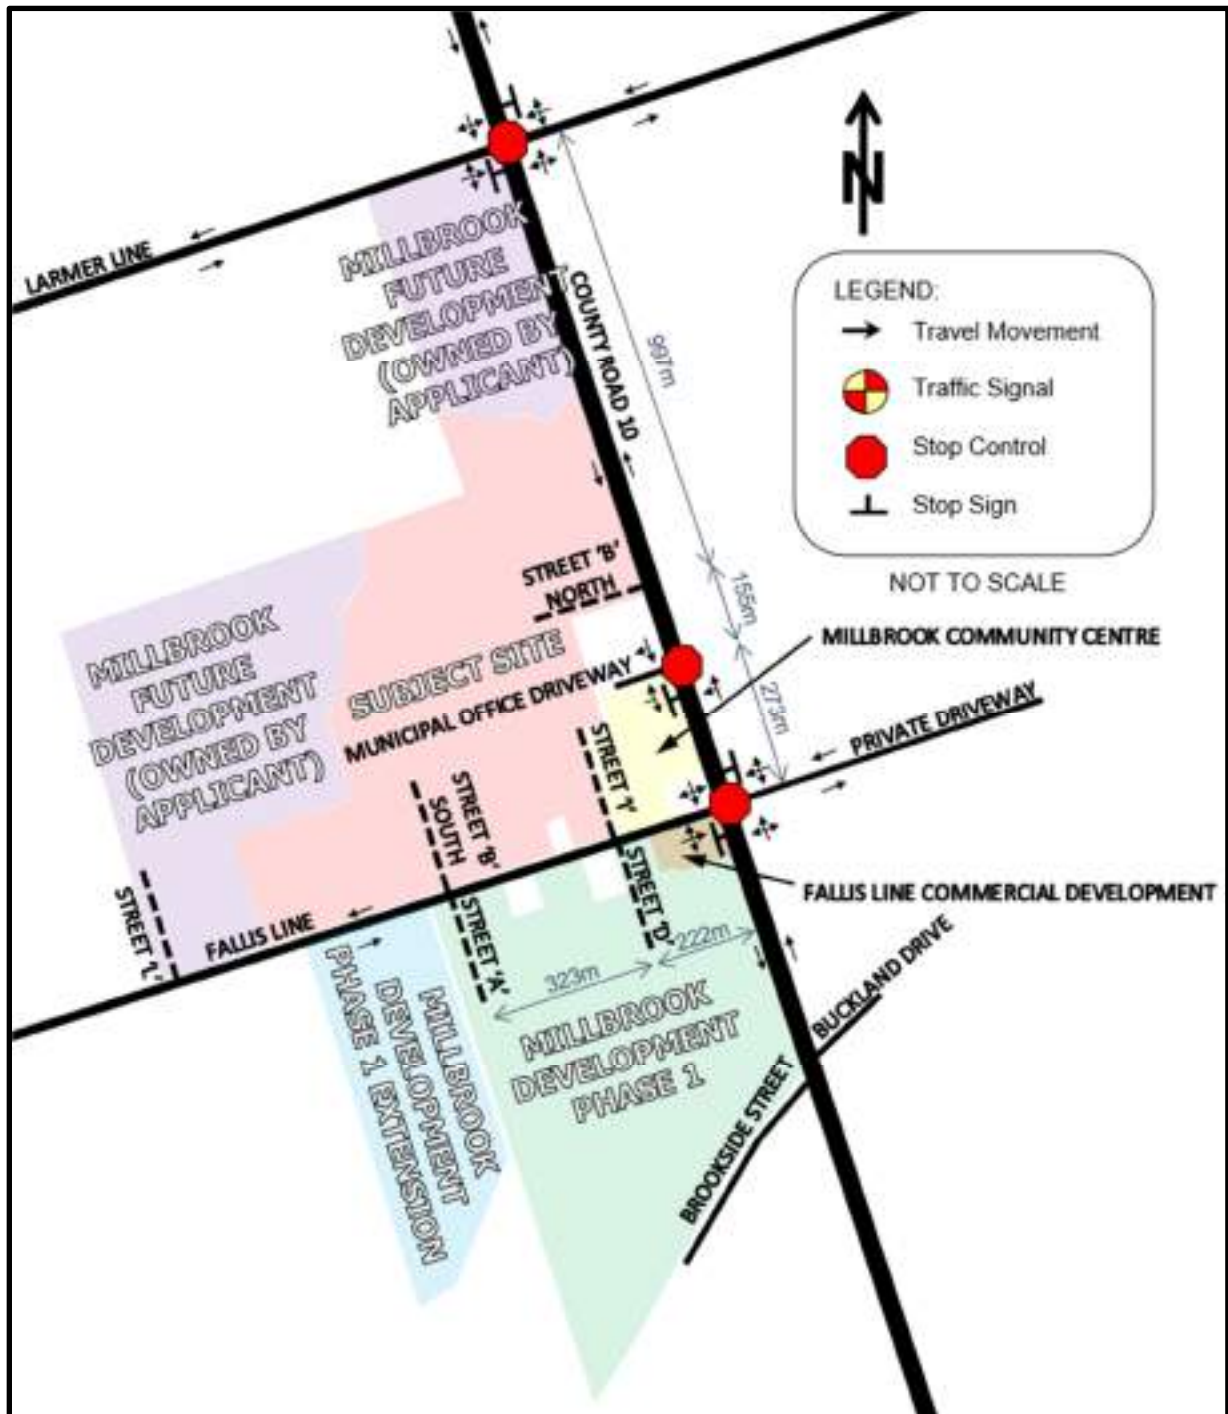 N
LEGEND:
Travel Movement
Traffic Signal
Stop Control
Stop Sign
NOT TO SCALE
LARMER LINE
MILLBROOK
FUTURE
DEVELOPMENT
(OWNED BY
APPLICANT)
COUNTY ROAD 10
997m
155m
273m
STREET 'B'
NORTH
MILLBROOK COMMUNITY CENTRE
SUBJECT SITE
MUNICIPAL OFFICE DRIVEWAY
PRIVATE DRIVEWAY
MILLBROOK
FUTURE
DEVELOPMENT
(OWNED BY
APPLICANT)
STREET 'I'
STREET 'B'
SOUTH
STREET 'L'
FALLIS LINE
STREET 'A'
STREET 'D'
FALLIS LINE COMMERCIAL DEVELOPMENT
222m
323m
BUCKLAND DRIVE
BROOKSIDE STREET
MILLBROOK
DEVELOPMENT
PHASE 1
MILLBROOK
DEVELOPMENT
PHASE 1 EXTENSION